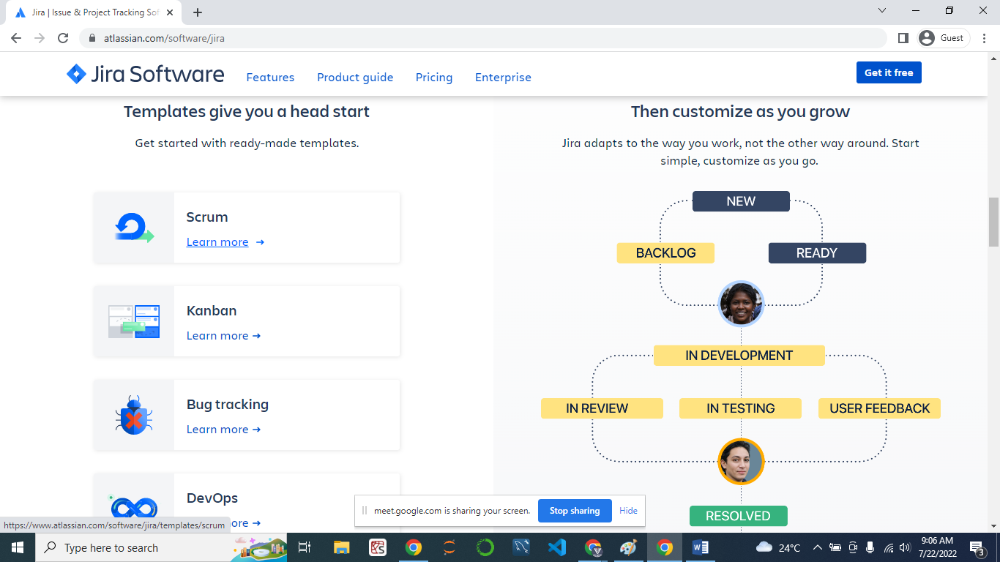 Jira | Issue & Project Tracking Sof
atlassian.com/software/jira
Guest
Jira Software
Features
Product guide
Pricing
Enterprise
Get it free
Templates give you a head start
Get started with ready-made templates.
Scrum
Learn more →
Kanban
Learn more →
Bug tracking
Learn more →
DevOps
ore →
Then customize as you grow
Jira adapts to the way you work, not the other way around. Start
simple, customize as you go.
NEW
BACKLOG
READY
IN DEVELOPMENT
IN REVIEW
IN TESTING
USER FEEDBACK
RESOLVED
meet.google.com is sharing your screen.
Stop sharing
Hide
https://www.atlassian.com/software/jira/templates/scrum
Type here to search
24°C
9:06 AM
7/22/2022
3